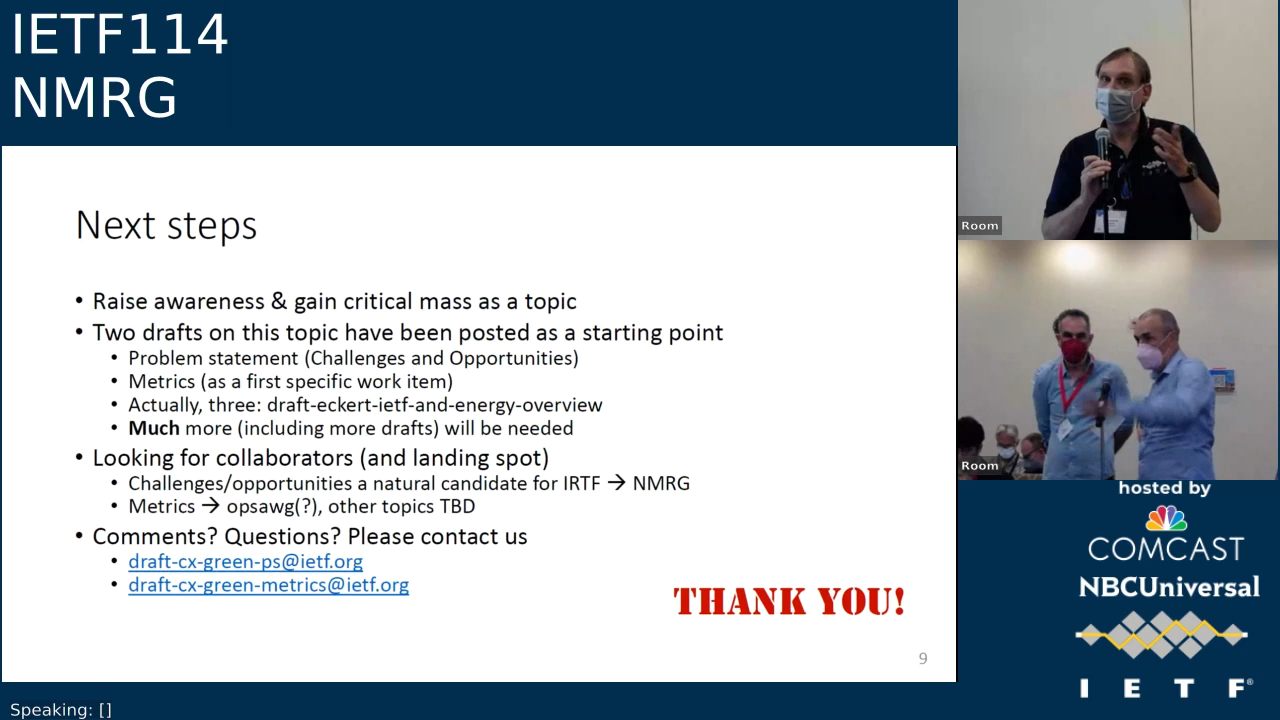 IETF114
NMRG
Next steps
• Raise awareness & gain critical mass as a topic
• Two drafts on this topic have been posted as a starting point
• Problem statement (Challenges and Opportunities)
• Metrics (as a first specific work item)
• Actually, three: draft-eckert-ietf-and-energy-overview
• Much more (including more drafts) will be needed
• Looking for collaborators (and landing spot)
• Challenges/opportunities a natural candidate for IRTF → NMRG
• Metrics → opsawg(?), other topics TBD
• Comments? Questions? Please contact us
• draft-cx-green-ps@ietf.org
• draft-cx-green-metrics@ietf.org
THANK YOU!
9
Room
Room
hosted by
COMCAST
NBCUniversal
I E T F®
Speaking: []